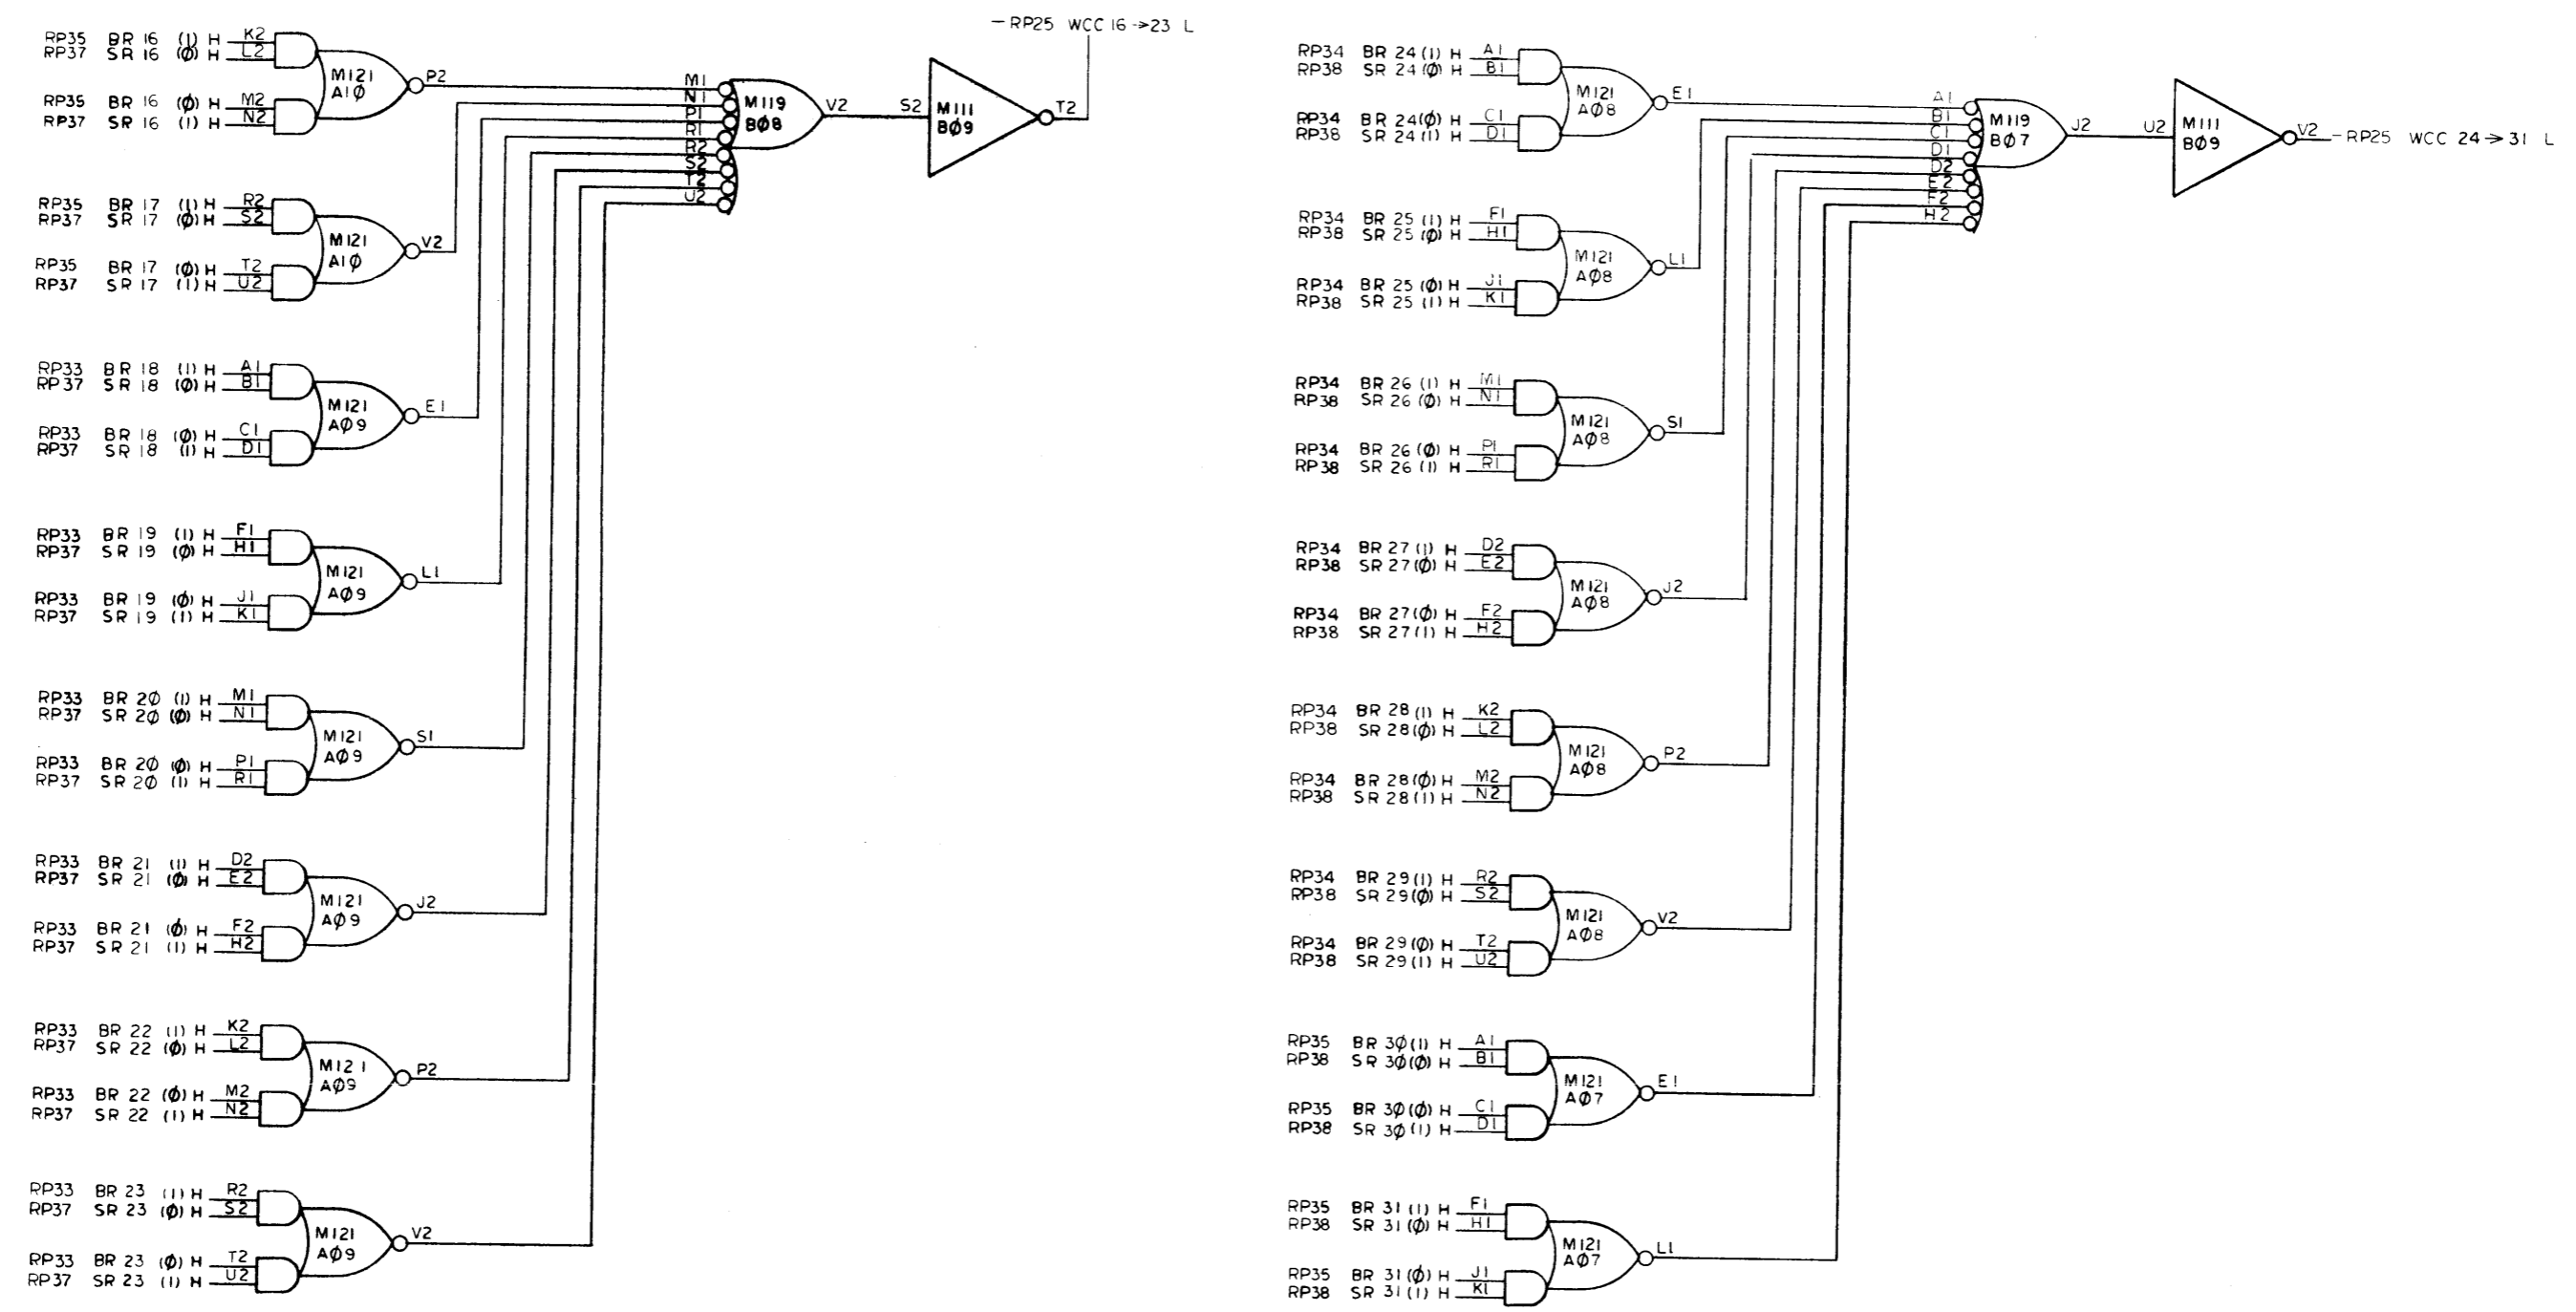 — RP25 WCC 16→23 L
RP35 BR 16 (1) H K2
RP37 SR 16 (Ø) H L2
M121
A1Ø
P2
RP35 BR 16 (Ø) H M2
RP37 SR 16 (1) H N2
RP35 BR 17 (1) H R2
RP37 SR 17 (Ø) H S2
M121
A1Ø
V2
RP35 BR 17 (Ø) H T2
RP37 SR 17 (1) H U2
RP33 BR 18 (1) H A1
RP37 SR 18 (Ø) H B1
M121
AØ9
E1
RP33 BR 18 (Ø) H C1
RP37 SR 18 (1) H D1
RP33 BR 19 (1) H F1
RP37 SR 19 (Ø) H H1
M121
AØ9
L1
RP33 BR 19 (Ø) H J1
RP37 SR 19 (1) H K1
RP33 BR 2Ø (1) H M1
RP37 SR 2Ø (Ø) H N1
M121
AØ9
S1
RP33 BR 2Ø (Ø) H P1
RP37 SR 2Ø (1) H R1
RP33 BR 21 (1) H D2
RP37 SR 21 (Ø) H E2
M121
AØ9
J2
RP33 BR 21 (Ø) H F2
RP37 SR 21 (1) H H2
RP33 BR 22 (1) H K2
RP37 SR 22 (Ø) H L2
M121
AØ9
P2
RP33 BR 22 (Ø) H M2
RP37 SR 22 (1) H N2
RP33 BR 23 (1) H R2
RP37 SR 23 (Ø) H S2
M121
AØ9
V2
RP33 BR 23 (Ø) H T2
RP37 SR 23 (1) H U2
M1
N1
P1
R1
R2
S2
T2
U2
M119
BØ8
V2
S2
M111
BØ9
T2
RP34 BR 24 (1) H A1
RP38 SR 24 (Ø) H B1
M121
AØ8
E1
RP34 BR 24 (Ø) H C1
RP38 SR 24 (1) H D1
RP34 BR 25 (1) H F1
RP38 SR 25 (Ø) H H1
M121
AØ8
L1
RP34 BR 25 (Ø) H J1
RP38 SR 25 (1) H K1
RP34 BR 26 (1) H M1
RP38 SR 26 (Ø) H N1
M121
AØ8
S1
RP34 BR 26 (Ø) H P1
RP38 SR 26 (1) H R1
RP34 BR 27 (1) H D2
RP38 SR 27 (Ø) H E2
M121
AØ8
J2
RP34 BR 27 (Ø) H F2
RP38 SR 27 (1) H H2
RP34 BR 28 (1) H K2
RP38 SR 28 (Ø) H L2
M121
AØ8
P2
RP34 BR 28 (Ø) H M2
RP38 SR 28 (1) H N2
RP34 BR 29 (1) H R2
RP38 SR 29 (Ø) H S2
M121
AØ8
V2
RP34 BR 29 (Ø) H T2
RP38 SR 29 (1) H U2
RP35 BR 3Ø (1) H A1
RP38 SR 3Ø (Ø) H B1
M121
AØ7
E1
RP35 BR 3Ø (Ø) H C1
RP38 SR 3Ø (1) H D1
RP35 BR 31 (1) H F1
RP38 SR 31 (Ø) H H1
M121
AØ7
L1
RP35 BR 31 (Ø) H J1
RP38 SR 31 (1) H K1
A1
B1
C1
D1
D2
E2
F2
H2
M119
BØ7
J2
U2
M111
BØ9
V2
— RP25 WCC 24→31 L